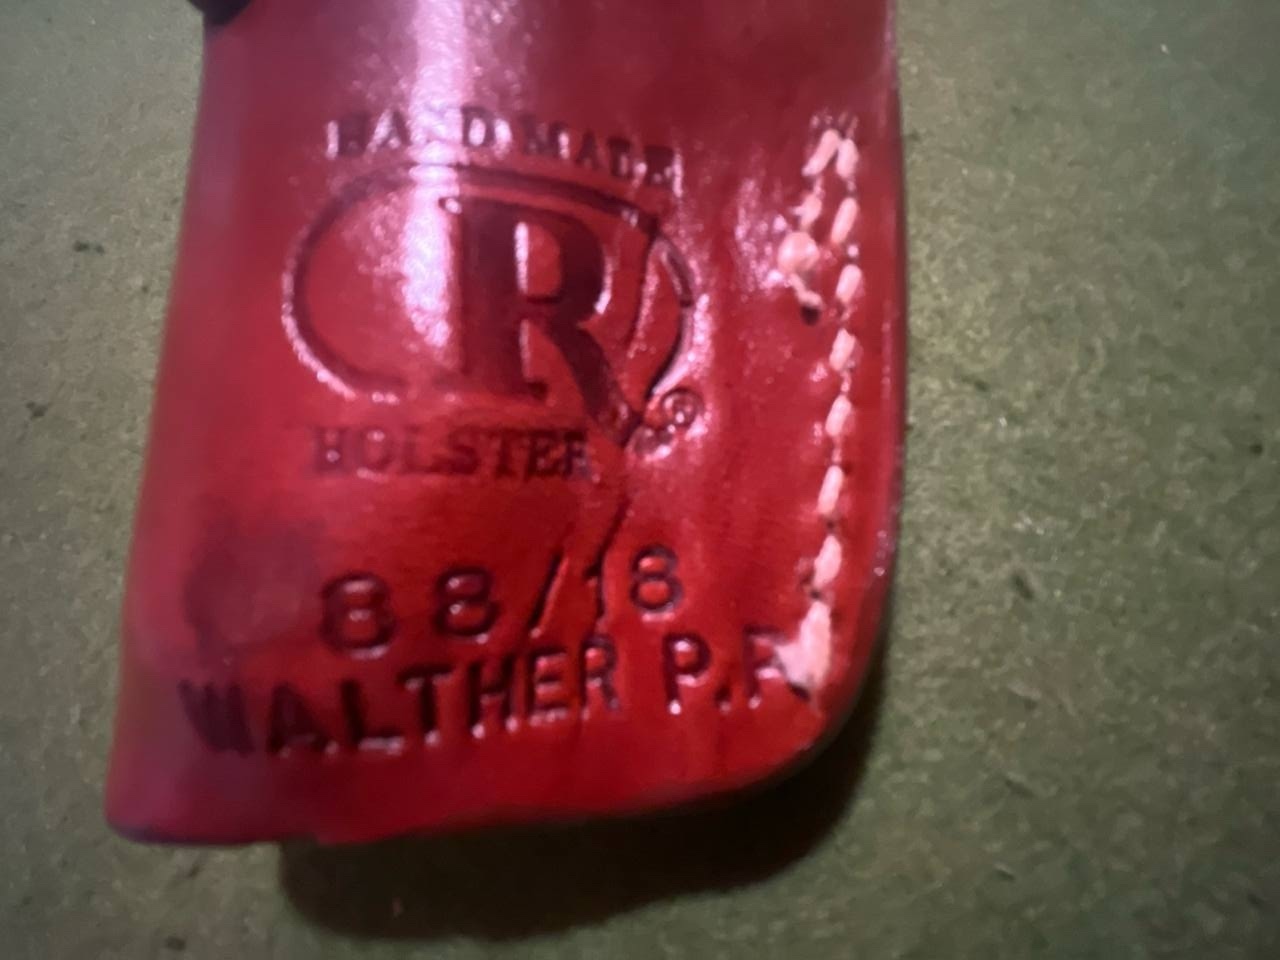 HAND MADE
R
®
HOLSTER
88/18
WALTHER P.P